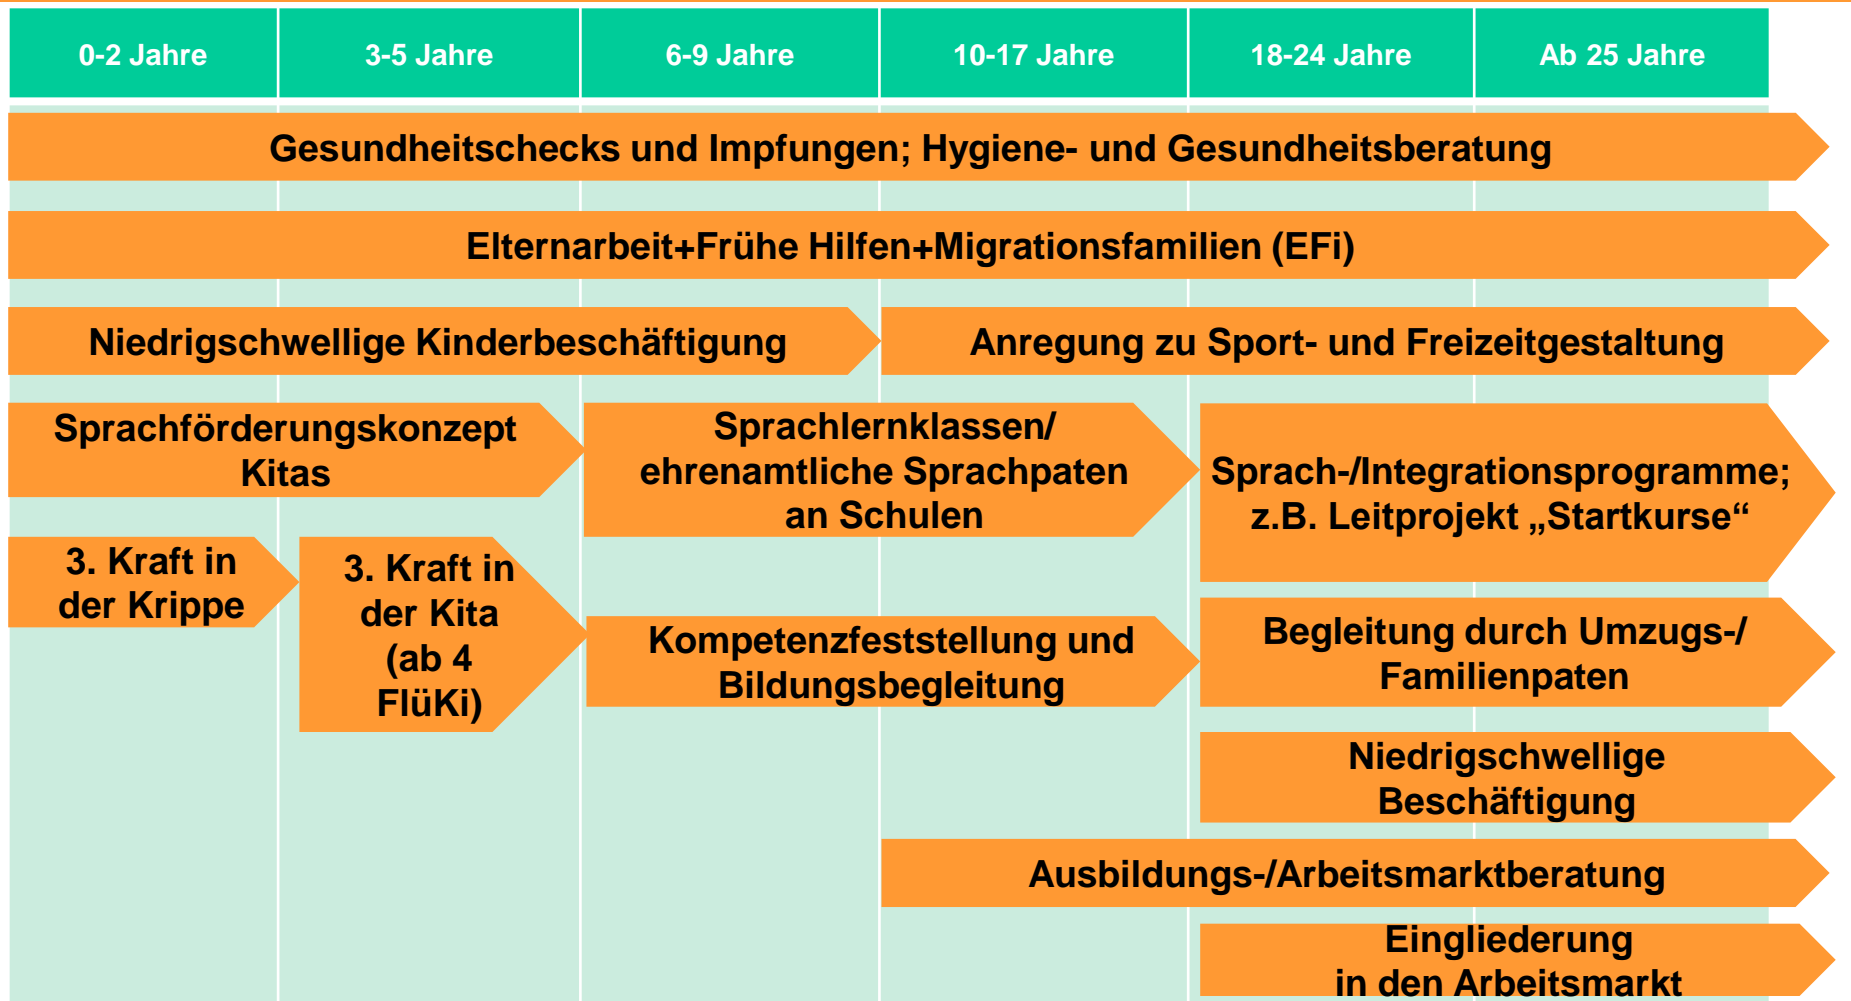 0-2 Jahre
3-5 Jahre
6-9 Jahre
10-17 Jahre
18-24 Jahre
Ab 25 Jahre
Gesundheitschecks und Impfungen; Hygiene- und Gesundheitsberatung
Elternarbeit+Frühe Hilfen+Migrationsfamilien (EFi)
Niedrigschwellige Kinderbeschäftigung
Anregung zu Sport- und Freizeitgestaltung
Sprachförderungskonzept
Kitas
Sprachlernklassen/
ehrenamtliche Sprachpaten
an Schulen
Sprach-/Integrationsprogramme;
z.B. Leitprojekt „Startkurse“
3. Kraft in
der Krippe
3. Kraft in
der Kita
(ab 4
FlüKi)
Kompetenzfeststellung und
Bildungsbegleitung
Begleitung durch Umzugs-/
Familienpaten
Niedrigschwellige
Beschäftigung
Ausbildungs-/Arbeitsmarktberatung
Eingliederung
in den Arbeitsmarkt